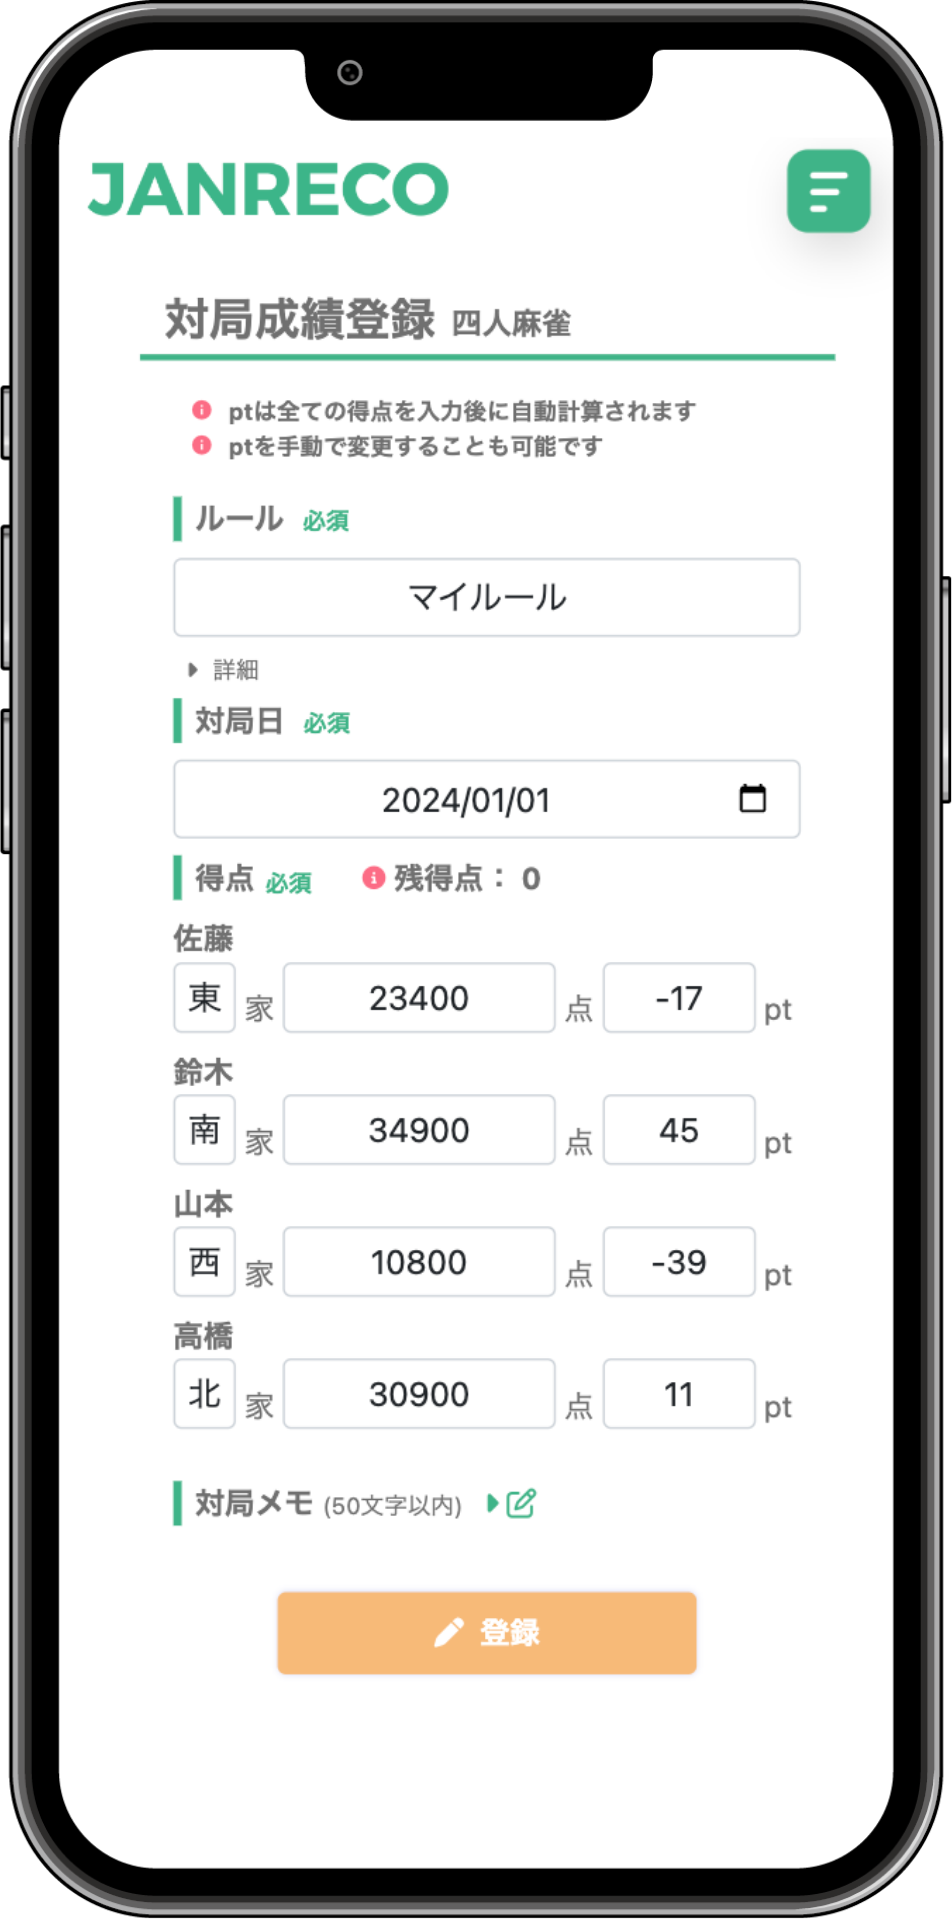 JANRECO
対局成績登録 四人麻雀
ptは全ての得点を入力後に自動計算されます
ptを手動で変更することも可能です
ルール 必須
マイルール
詳細
対局日 必須
2024/01/01
得点 必須 残得点： 0
佐藤
東 家 23400 点 -17 pt
鈴木
南 家 34900 点 45 pt
山本
西 家 10800 点 -39 pt
高橋
北 家 30900 点 11 pt
対局メモ (50文字以内)
登録